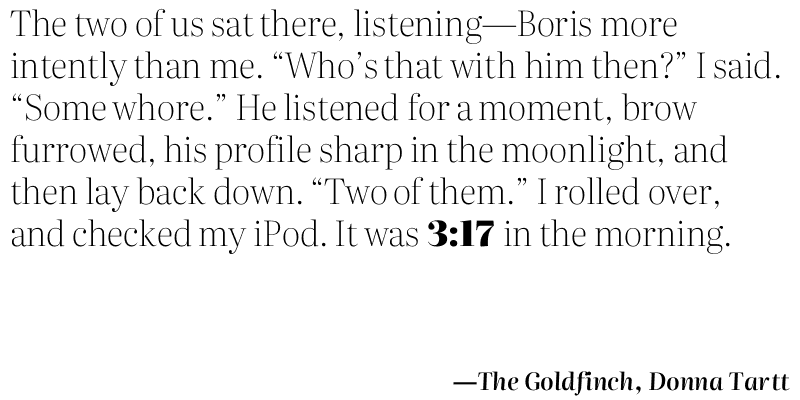 The two of us sat there, listening—Boris more
intently than me. “Who’s that with him then?” I said.
“Some whore.” He listened for a moment, brow
furrowed, his profile sharp in the moonlight, and
then lay back down. “Two of them.” I rolled over,
and checked my iPod. It was 3:17 in the morning.
—The Goldfinch, Donna Tartt